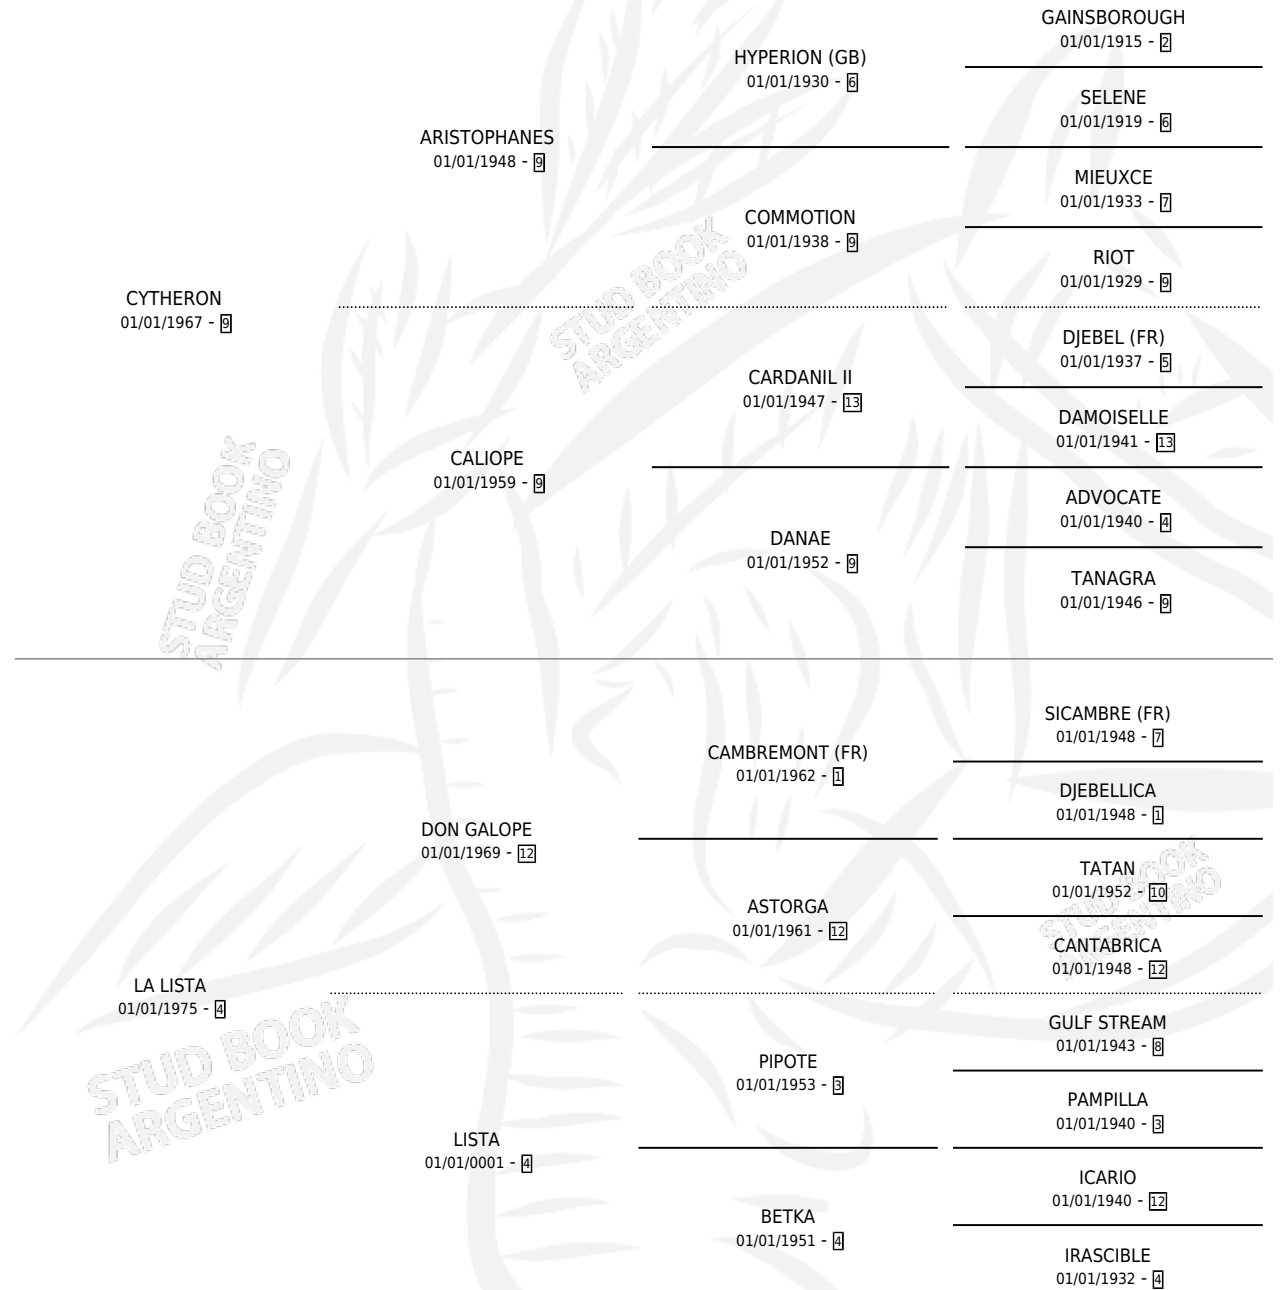 GAINSBOROUGH
01/01/1915 - 2
HYPERION (GB)
01/01/1930 - 6
SELENE
01/01/1919 - 6
ARISTOPHANES
01/01/1948 - 9
MIEUXCE
01/01/1933 - 7
COMMOTION
01/01/1938 - 9
RIOT
01/01/1929 - 9
CYTHERON
01/01/1967 - 9
DJEBEL (FR)
01/01/1937 - 5
CARDANIL II
01/01/1947 - 13
DAMOISELLE
01/01/1941 - 13
CALIOPE
01/01/1959 - 9
ADVOCATE
01/01/1940 - 4
DANAE
01/01/1952 - 9
TANAGRA
01/01/1946 - 9
SICAMBRE (FR)
01/01/1948 - 7
CAMBREMONT (FR)
01/01/1962 - 1
DJEBELLICA
01/01/1948 - 1
DON GALOPE
01/01/1969 - 12
TATAN
01/01/1952 - 10
ASTORGA
01/01/1961 - 12
CANTABRICA
01/01/1948 - 12
LA LISTA
01/01/1975 - 4
GULF STREAM
01/01/1943 - 8
PIPOTE
01/01/1953 - 3
PAMPILLA
01/01/1940 - 3
LISTA
01/01/0001 - 4
ICARIO
01/01/1940 - 12
BETKA
01/01/1951 - 4
IRASCIBLE
01/01/1932 - 4
STUD BOOK
ARGENTINO
STUD BOOK
ARGENTINO
STUD BOOK
ARGENTINO
STUD BOOK
ARGENTINO